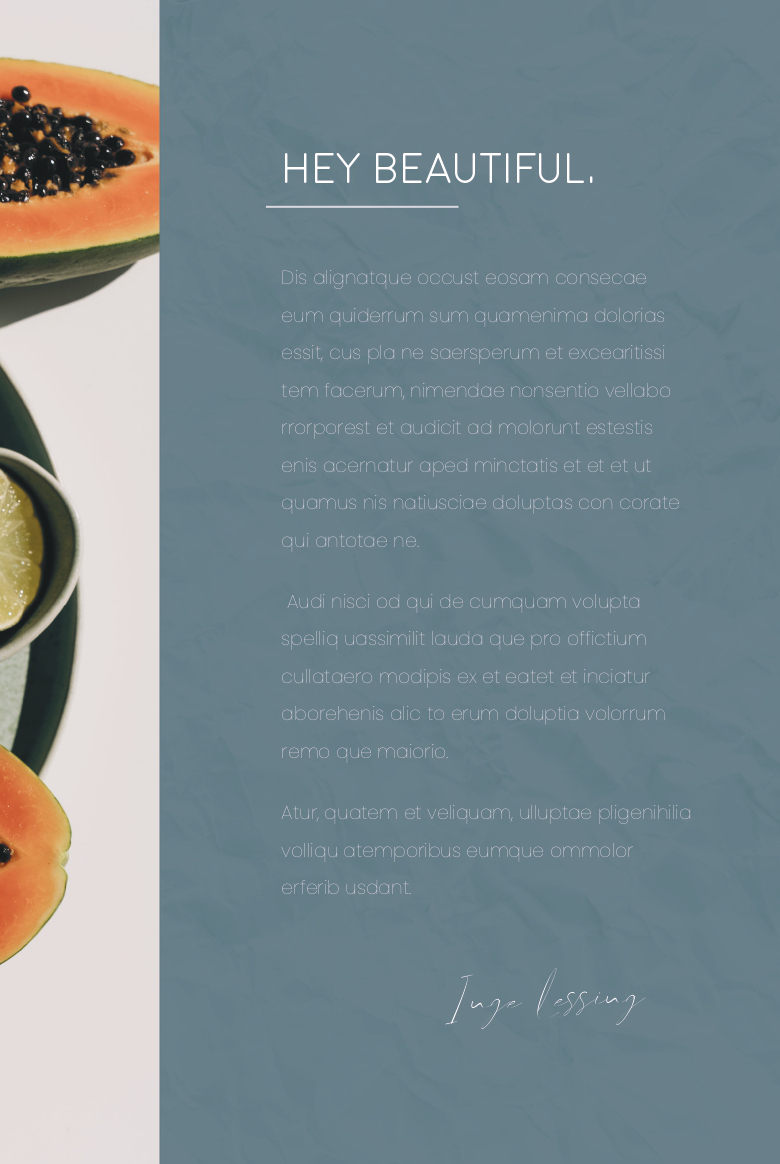 HEY BEAUTIFUL.
Dis alignatque occust eosam consecae
eum quiderrum sum quamenima dolorias
essit, cus pla ne saersperum et excearitissi
tem facerum, nimendae nonsentio vellabo
rrorporest et audicit ad molorunt estestis
enis acernatur aped minctatis et et et ut
quamus nis natiusciae doluptas con corate
qui antotae ne.
Audi nisci od qui de cumquam volupta
spelliq uassimilit lauda que pro offictium
cullataero modipis ex et eatet et inciatur
aborehenis alic to erum doluptia volorrum
remo que maiorio.
Atur, quatem et veliquam, ulluptae pligenihilia
volliqu atemporibus eumque ommolor
erferib usdant.
Inga lessing